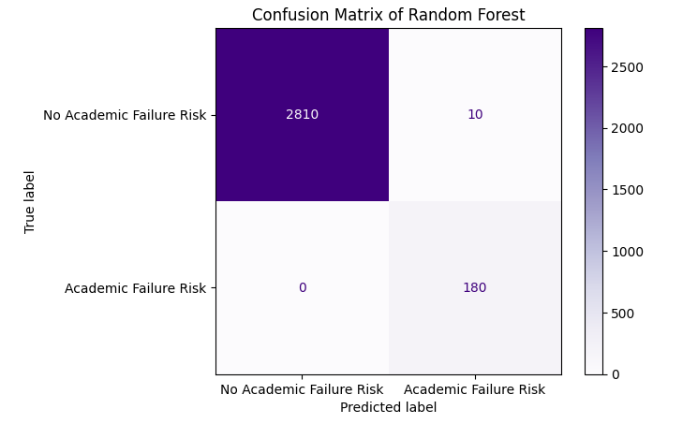 Confusion Matrix of Random Forest
No Academic Failure Risk
2810
10
Academic Failure Risk
0
180
True label
No Academic Failure Risk
Academic Failure Risk
Predicted label
2500
2000
1500
1000
500
0